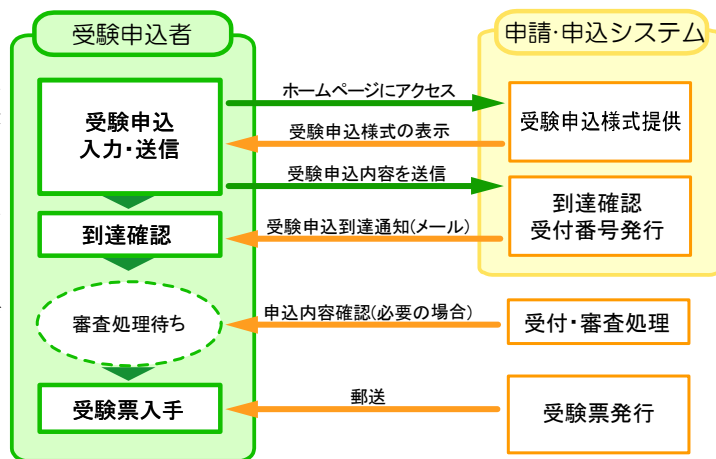 受験申込者
申請･申込システム
ホームページにアクセス
受験申込
入力・送信
受験申込様式提供
受験申込様式の表示
受験申込内容を送信
到達確認
受付番号発行
到達確認
受験申込到達通知(メール)
審査処理待ち
申込内容確認(必要の場合)
受付・審査処理
受験票入手
郵送
受験票発行